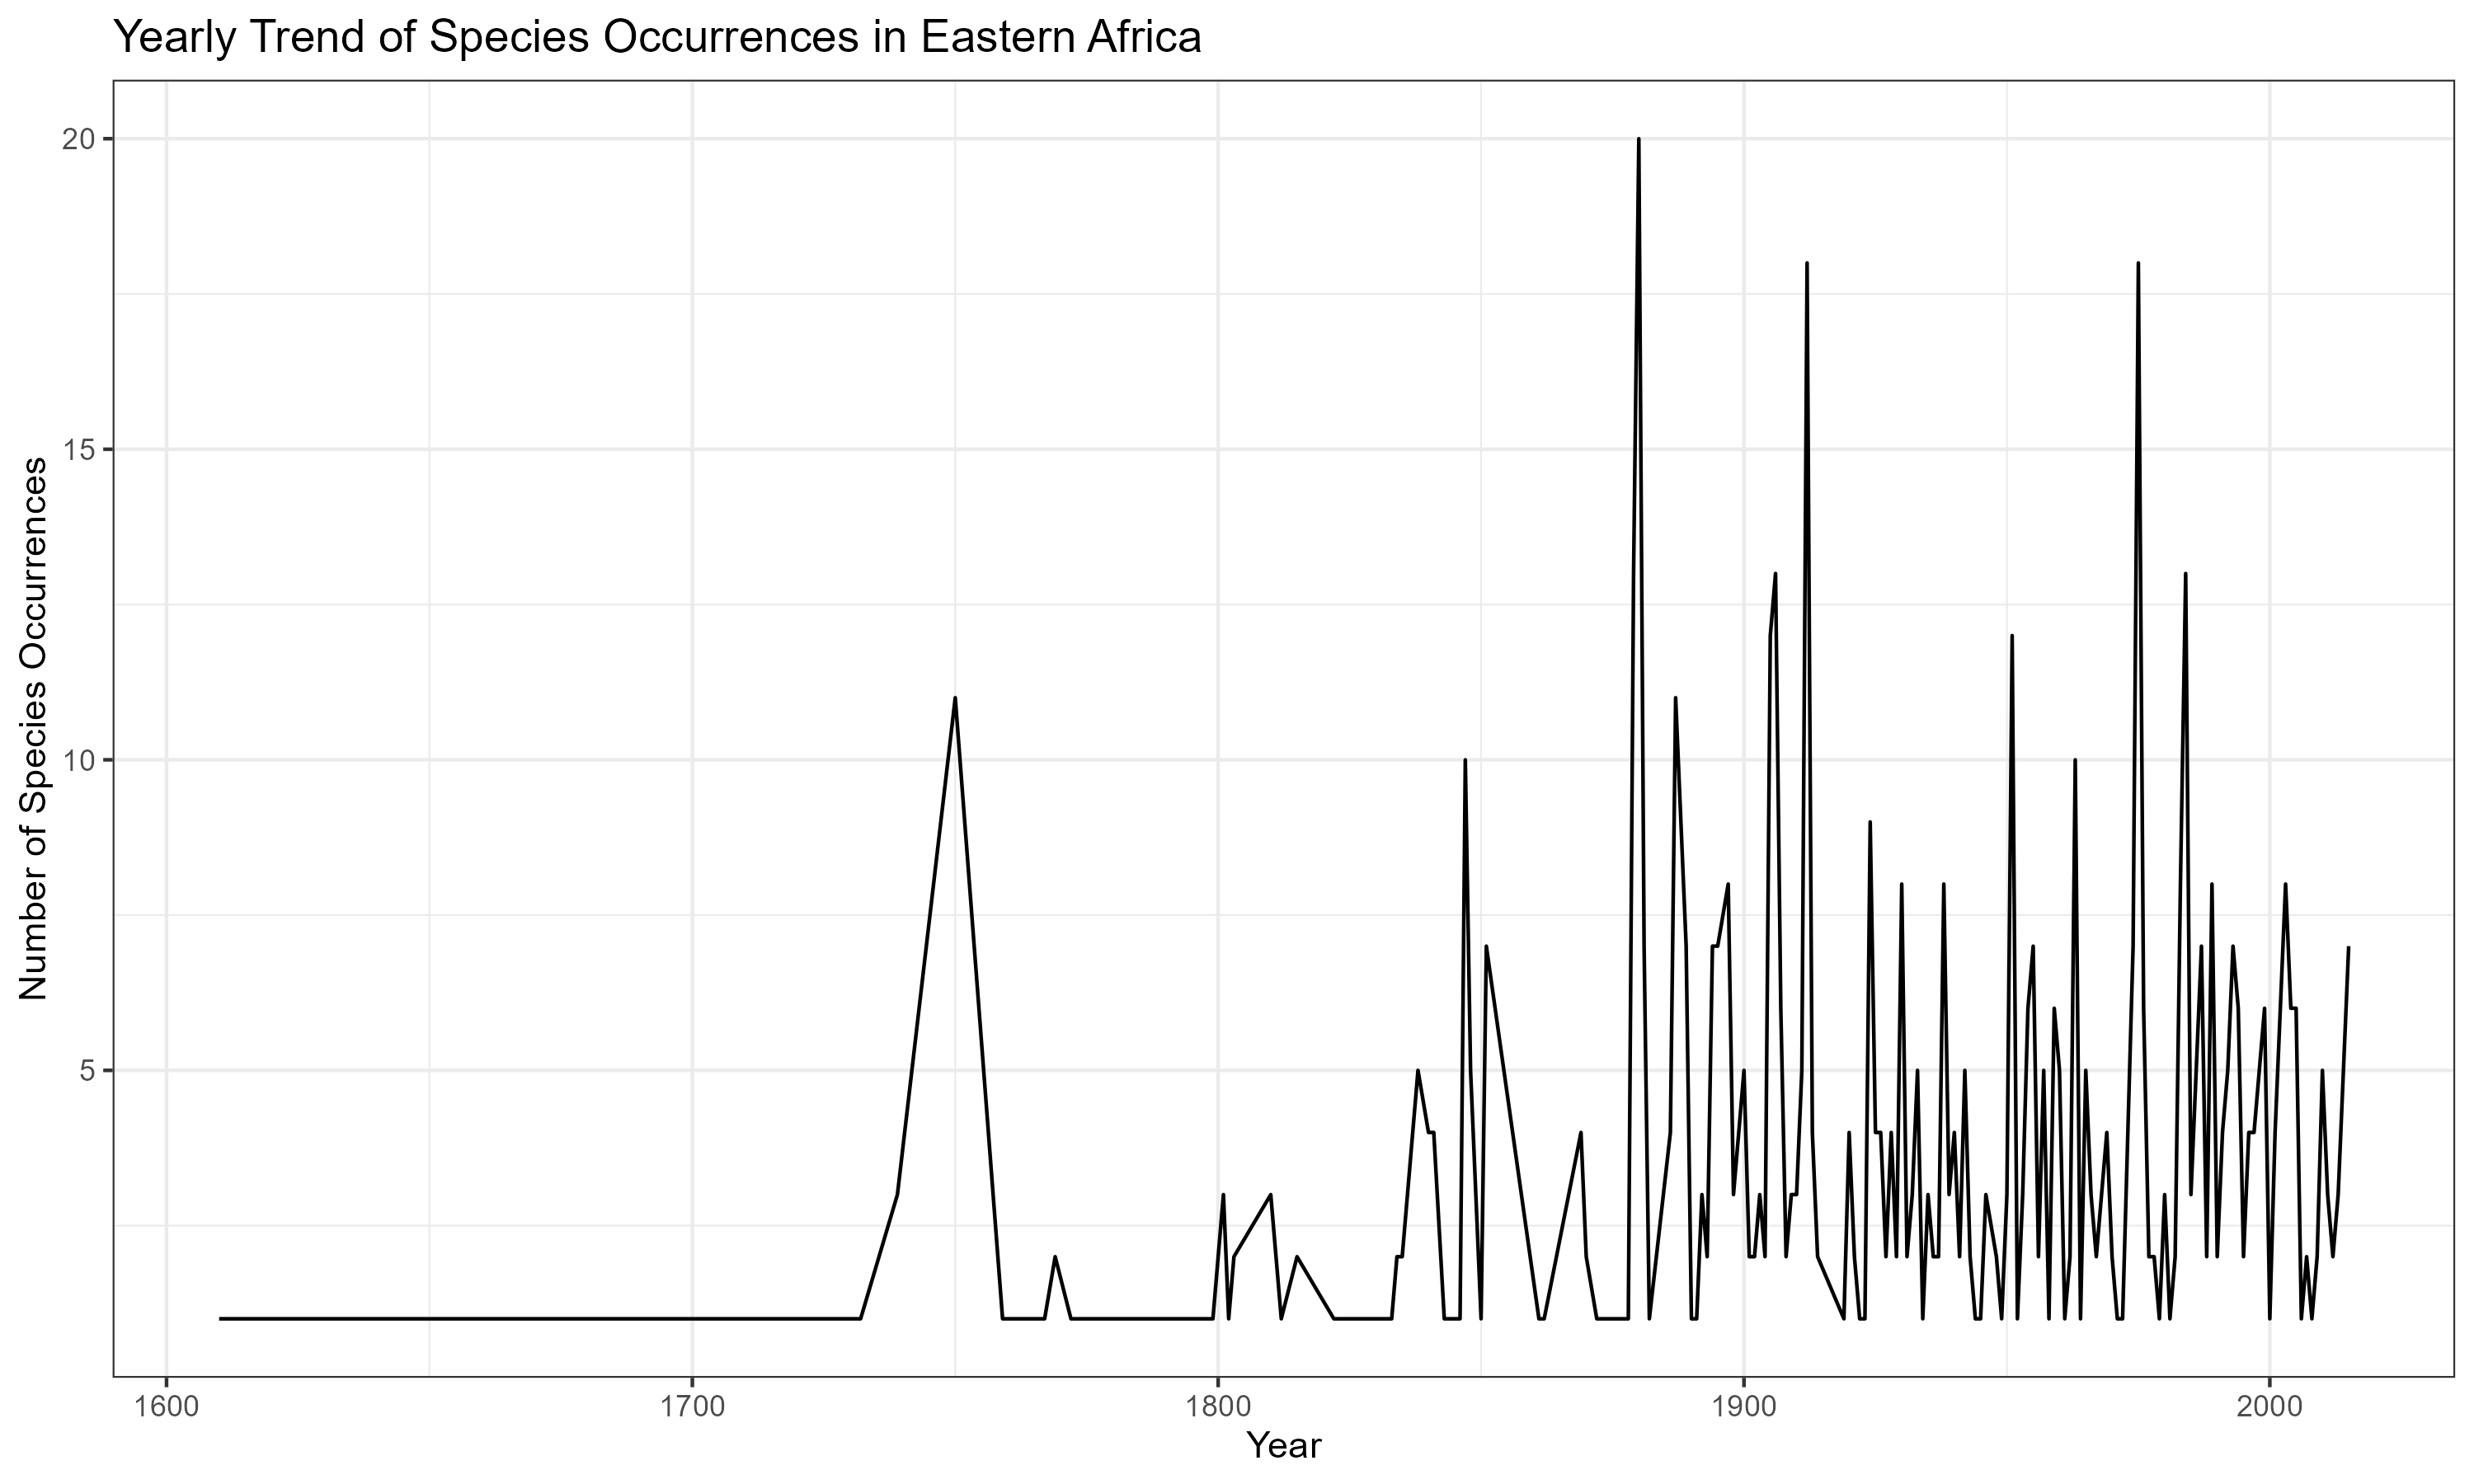 Yearly Trend of Species Occurrences in Eastern Africa
Number of Species Occurrences
20
15
10
5
1600 1700 1800 1900 2000
Year